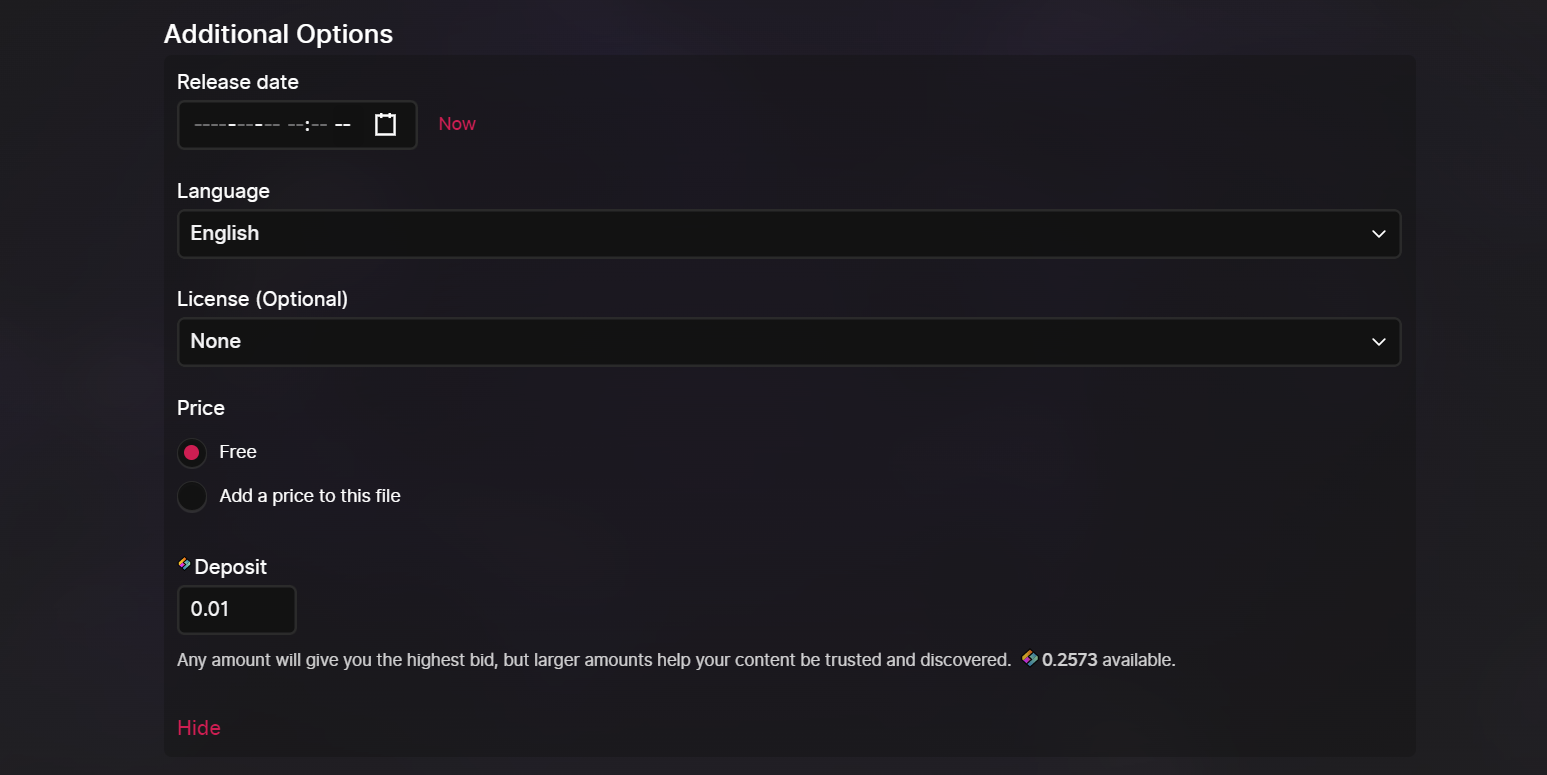 Additional Options
Release date
---------- --:-- --
Now
Language
English
License (Optional)
None
Price
Free
Add a price to this file
Deposit
0.01
Any amount will give you the highest bid, but larger amounts help your content be trusted and discovered. 0.2573 available.
Hide